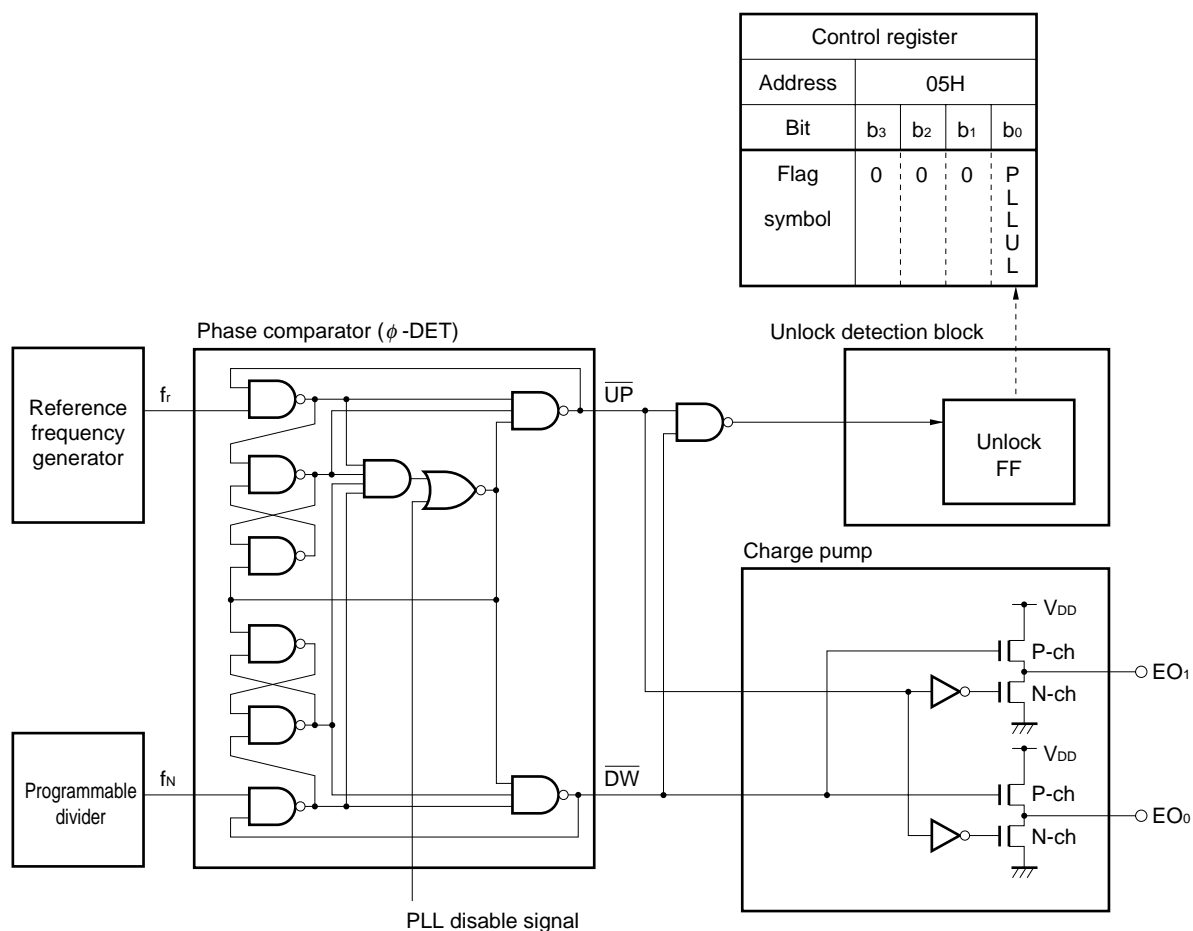 Control register
Address 05H
Bit b3 b2 b1 b0
Flag symbol 0 0 0 PLLUL
Phase comparator (ϕ-DET)
Unlock detection block
Reference
frequency
generator
fr
U̅P̅
Unlock
FF
Charge pump
VDD
P-ch
EO1
N-ch
VDD
Programmable
divider
fN
D̅W̅
P-ch
EO0
N-ch
PLL disable signal